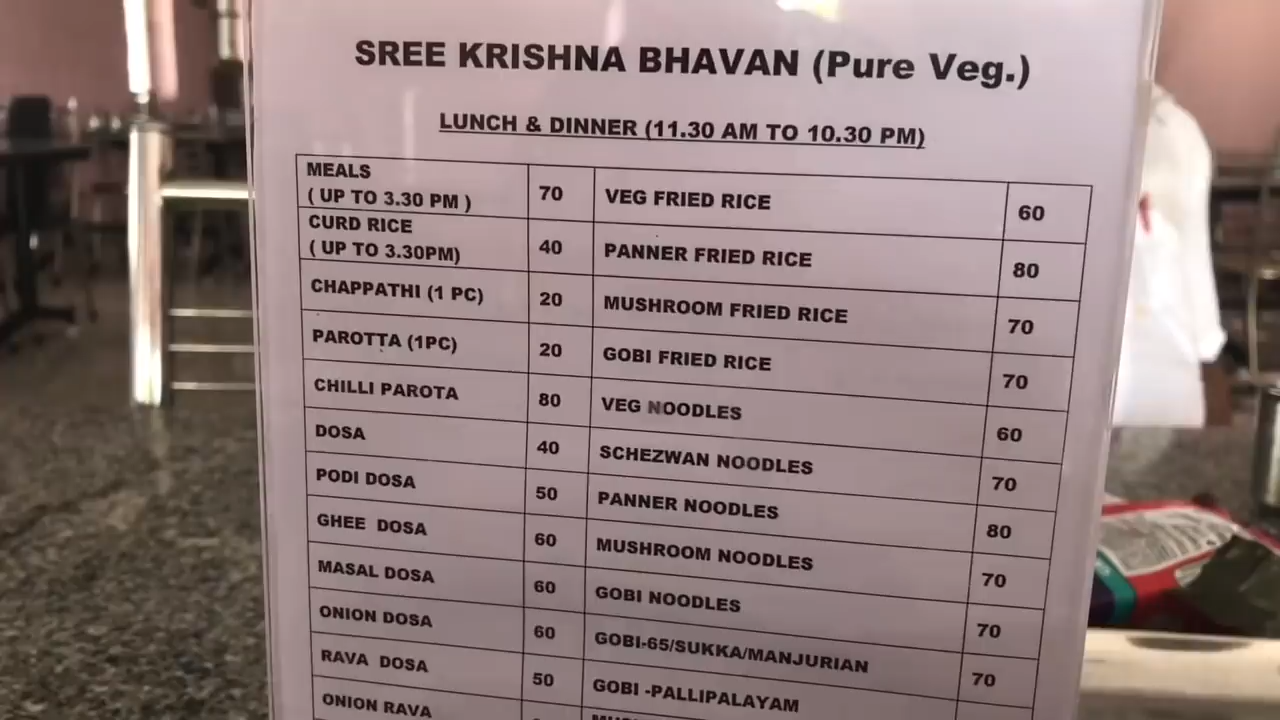 SREE KRISHNA BHAVAN (Pure Veg.)
LUNCH & DINNER (11.30 AM TO 10.30 PM)
MEALS
( UP TO 3.30 PM ) 70 VEG FRIED RICE 60
CURD RICE
( UP TO 3.30PM) 40 PANNER FRIED RICE 80
CHAPPATHI (1 PC) 20 MUSHROOM FRIED RICE 70
PAROTTA (1PC) 20 GOBI FRIED RICE 70
CHILLI PAROTA 80 VEG NOODLES 60
DOSA 40 SCHEZWAN NOODLES 70
PODI DOSA 50 PANNER NOODLES 80
GHEE DOSA 60 MUSHROOM NOODLES 70
MASAL DOSA 60 GOBI NOODLES 70
ONION DOSA 60 GOBI-65/SUKKA/MANJURIAN 70
RAVA DOSA 50 GOBI -PALLIPALAYAM
ONION RAVA